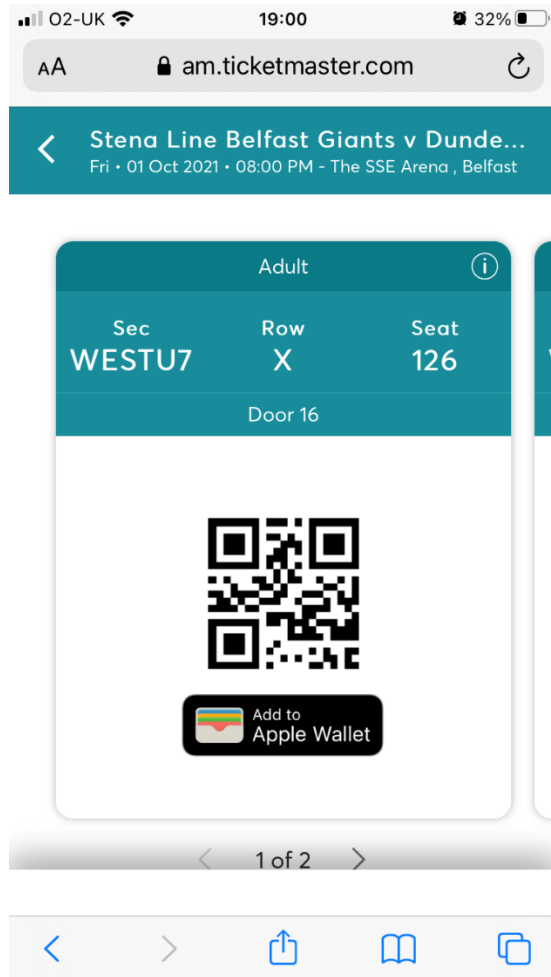 O2-UK 19:00 32%
AA am.ticketmaster.com
Stena Line Belfast Giants v Dunde...
Fri • 01 Oct 2021 • 08:00 PM - The SSE Arena , Belfast
Adult
Sec Row Seat
WESTU7 X 126
Door 16
Add to
Apple Wallet
1 of 2